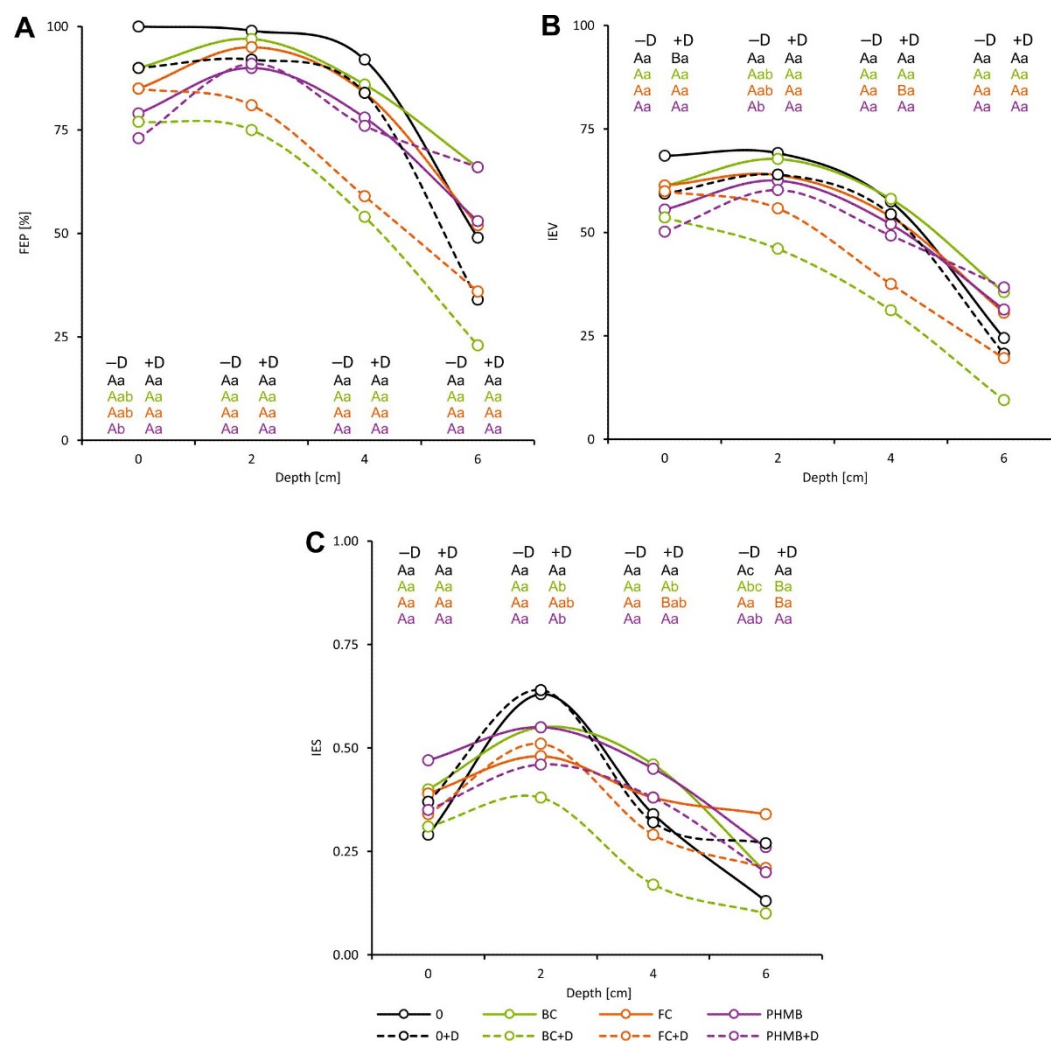 A
100
75
50
25
0
FEP [%]
–D +D –D +D –D +D –D +D
Aa Aa Aa Aa Aa Aa Aa Aa
Aab Aa Aa Aa Aa Aa Aa Aa
Aab Aa Aa Aa Aa Aa Aa Aa
Ab Aa Aa Aa Aa Aa Aa Aa
0 2 4 6
Depth [cm]
B
100
75
50
25
0
IEV
–D +D –D +D –D +D –D +D
Aa Ba Aa Aa Aa Aa Aa Aa
Aa Aa Aab Aa Aa Aa Aa Aa
Aa Aa Aab Aa Aa Ba Aa Aa
Aa Aa Ab Aa Aa Aa Aa Aa
0 2 4 6
Depth [cm]
C
1.00
0.75
0.50
0.25
0.00
IES
–D +D –D +D –D +D –D +D
Aa Aa Aa Aa Aa Aa Ac Aa
Aa Aa Aa Ab Aa Ab Abc Ba
Aa Aa Aa Aab Aa Bab Aa Ba
Aa Aa Aa Ab Aa Aa Aab Aa
0 2 4 6
Depth [cm]
0 BC FC PHMB
0+D BC+D FC+D PHMB+D